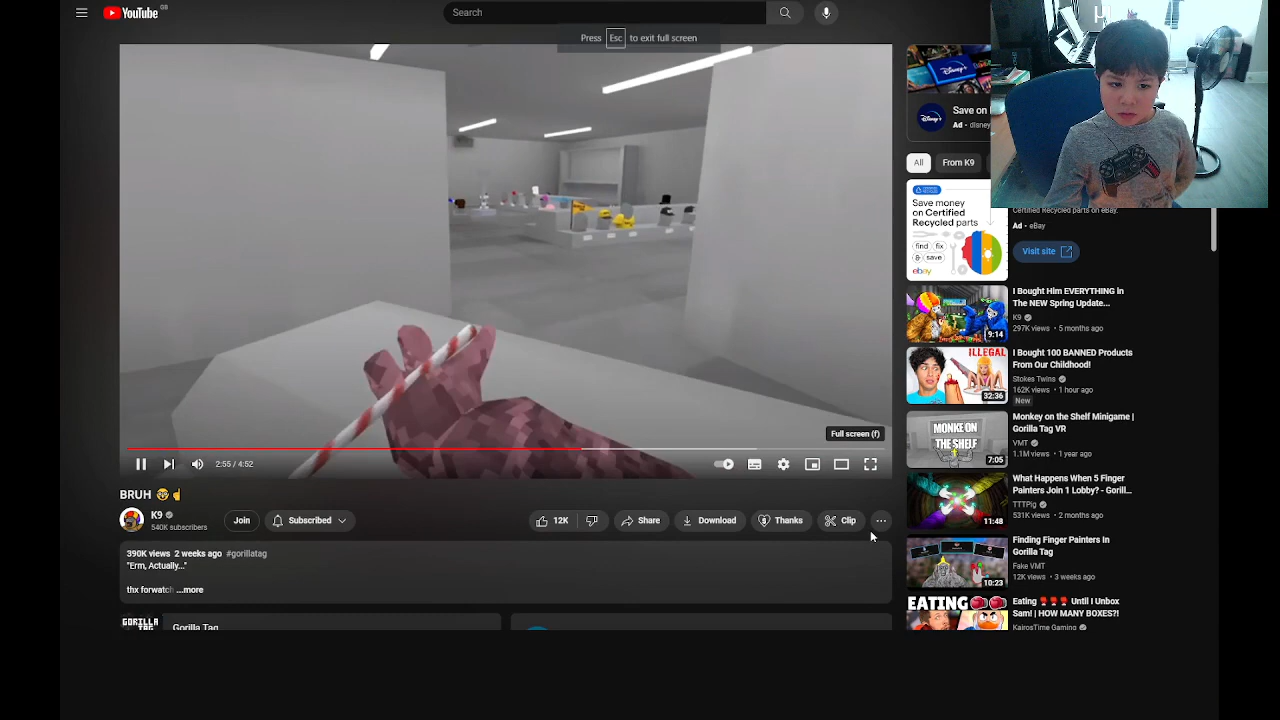 YouTube GB
Search
Press Esc to exit full screen
Full screen (f)
2:55 / 4:52
BRUH
K9
540K subscribers
Join
Subscribed
12K
Share
Download
Thanks
Clip
...
390K views 2 weeks ago #gorillatag
"Erm, Actually..."
thx forwatch ...more
GORILLA
Gorilla Tag
Disney+
Save on
Ad · disney
All
From K9
Save money
on Certified
Recycled parts
find fix
& save
ebay
Certified Recycled parts on eBay.
Ad · eBay
Visit site
I Bought Him EVERYTHING in
The NEW Spring Update...
K9
297K views · 5 months ago
9:14
ILLEGAL
I Bought 100 BANNED Products
From Our Childhood!
Stokes Twins
162K views · 1 hour ago
New
32:36
MONKE ON
THE SHELF
Monkey on the Shelf Minigame |
Gorilla Tag VR
VMT
1.1M views · 1 year ago
7:05
What Happens When 5 Finger
Painters Join 1 Lobby? - Gorill...
TTTPig
531K views · 2 months ago
11:48
Finding Finger Painters In
Gorilla Tag
Fake VMT
12K views · 3 weeks ago
10:23
EATING
Eating Until I Unbox
Sam! | HOW MANY BOXES?!
KairosTime Gaming